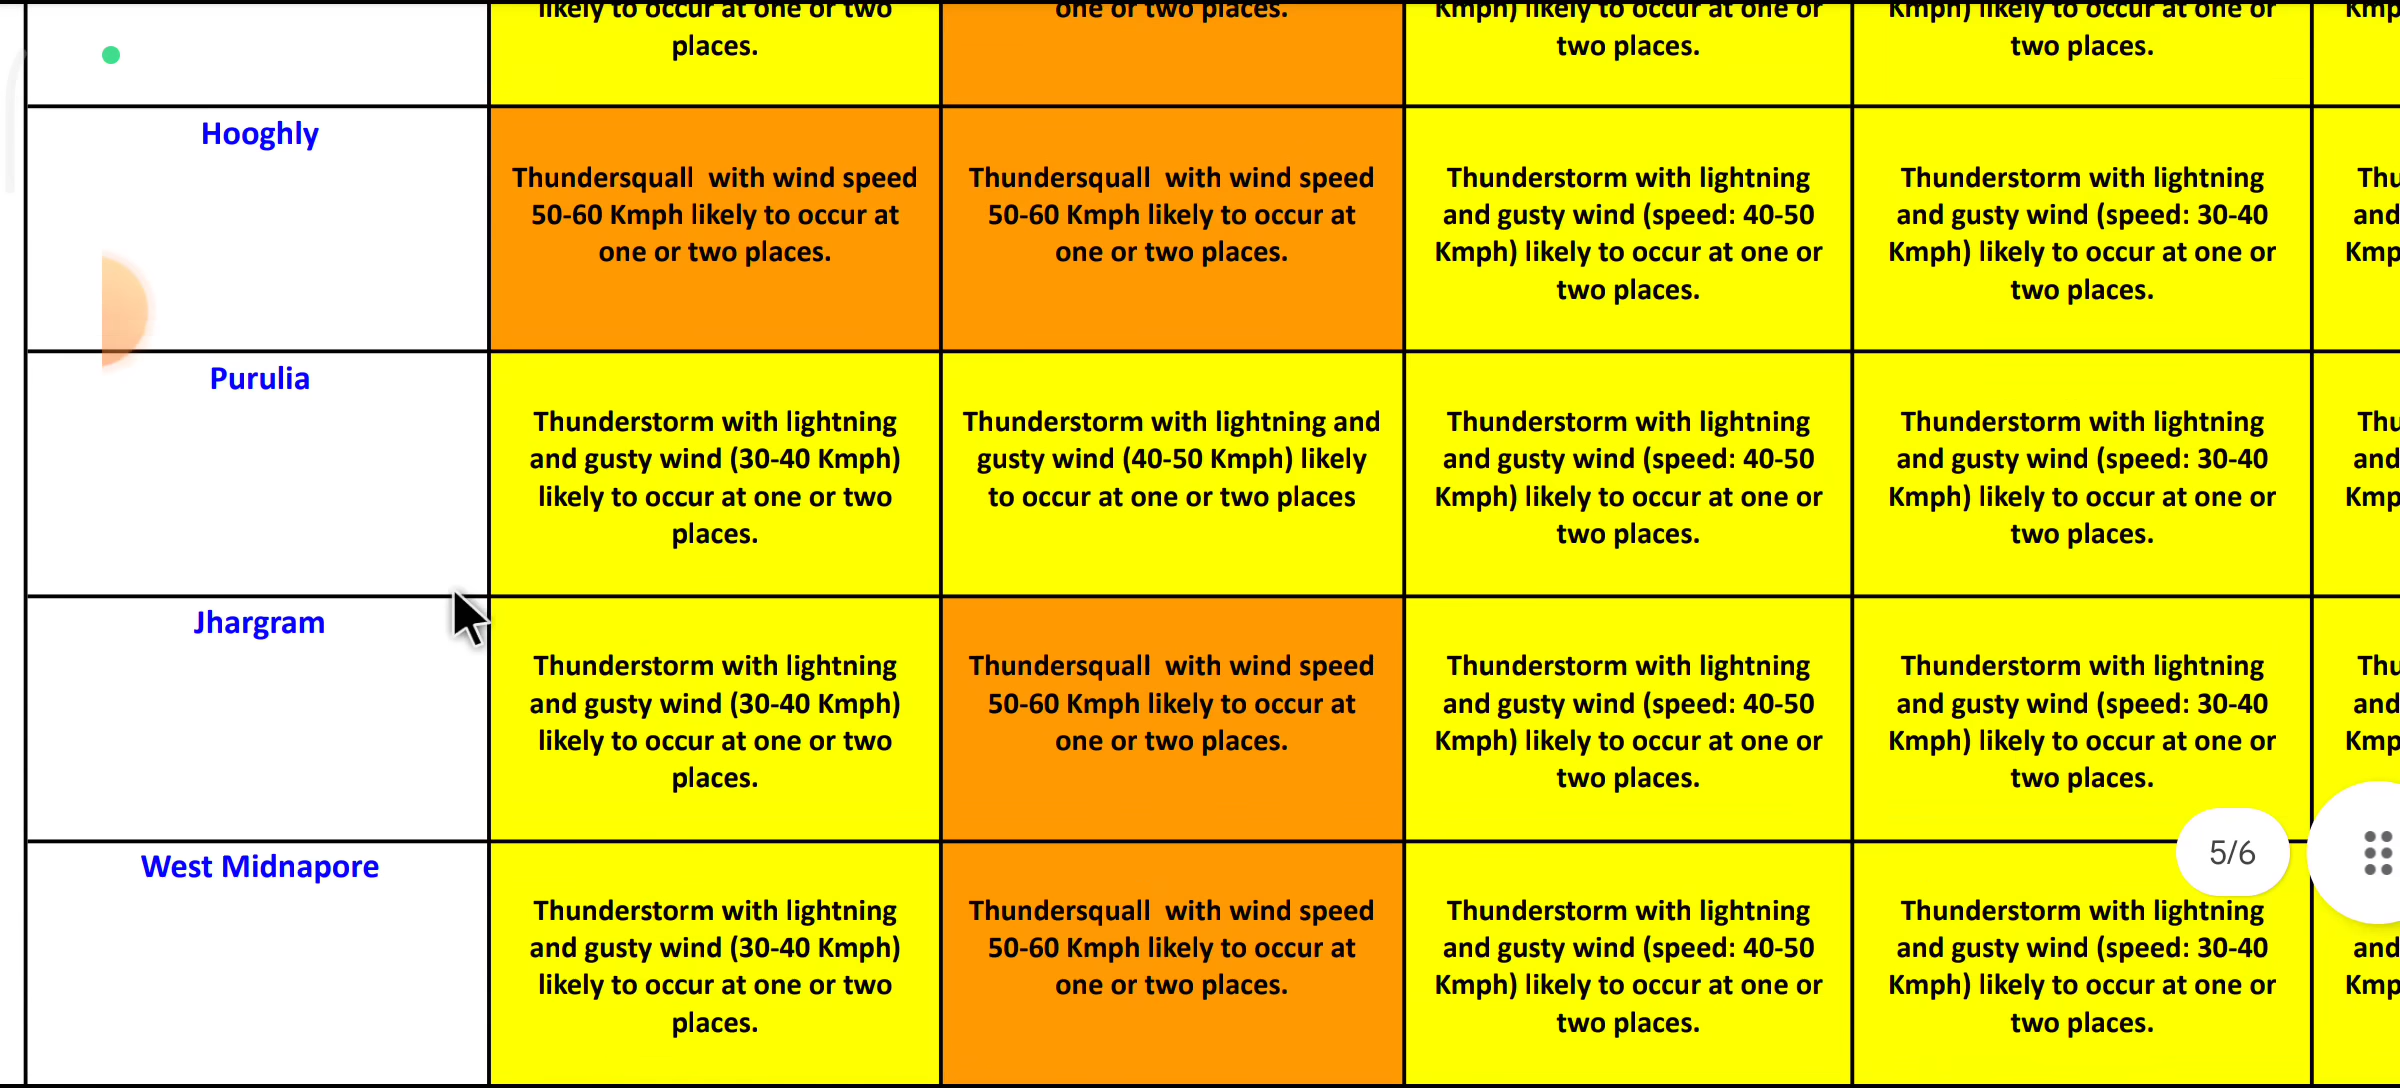 likely to occur at one or two
places.
one or two places.
Kmph) likely to occur at one or
two places.
Kmph) likely to occur at one or
two places.
Hooghly
Thundersquall with wind speed
50-60 Kmph likely to occur at
one or two places.
Thundersquall with wind speed
50-60 Kmph likely to occur at
one or two places.
Thunderstorm with lightning
and gusty wind (speed: 40-50
Kmph) likely to occur at one or
two places.
Thunderstorm with lightning
and gusty wind (speed: 30-40
Kmph) likely to occur at one or
two places.
and
Purulia
Thunderstorm with lightning
and gusty wind (30-40 Kmph)
likely to occur at one or two
places.
Thunderstorm with lightning and
gusty wind (40-50 Kmph) likely
to occur at one or two places
Thunderstorm with lightning
and gusty wind (speed: 40-50
Kmph) likely to occur at one or
two places.
Thunderstorm with lightning
and gusty wind (speed: 30-40
Kmph) likely to occur at one or
two places.
and
Jhargram
Thunderstorm with lightning
and gusty wind (30-40 Kmph)
likely to occur at one or two
places.
Thundersquall with wind speed
50-60 Kmph likely to occur at
one or two places.
Thunderstorm with lightning
and gusty wind (speed: 40-50
Kmph) likely to occur at one or
two places.
Thunderstorm with lightning
and gusty wind (speed: 30-40
Kmph) likely to occur at one or
two places.
and
West Midnapore
Thunderstorm with lightning
and gusty wind (30-40 Kmph)
likely to occur at one or two
places.
Thundersquall with wind speed
50-60 Kmph likely to occur at
one or two places.
Thunderstorm with lightning
and gusty wind (speed: 40-50
Kmph) likely to occur at one or
two places.
Thunderstorm with lightning
and gusty wind (speed: 30-40
Kmph) likely to occur at one or
two places.
and
5/6